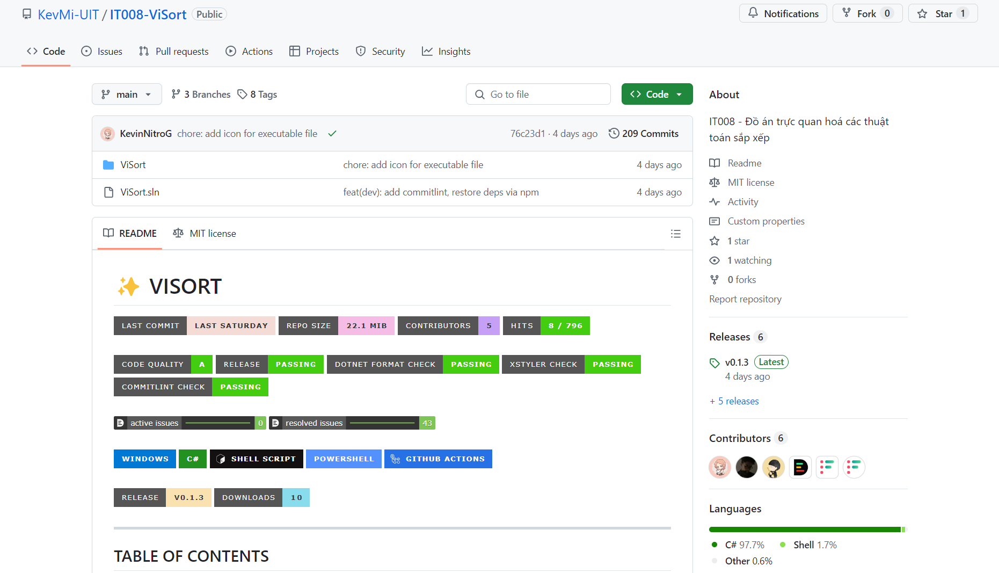 KevMi-UIT / IT008-ViSort Public
Notifications
Fork 0
Star 1
Code
Issues
Pull requests
Actions
Projects
Security
Insights
main
3 Branches
8 Tags
Go to file
Code
KevinNitroG chore: add icon for executable file
76c23d1 · 4 days ago
209 Commits
ViSort
chore: add icon for executable file
4 days ago
ViSort.sln
feat(dev): add commitlint, restore deps via npm
4 days ago
README
MIT license
✨ VISORT
LAST COMMIT LAST SATURDAY
REPO SIZE 22.1 MIB
CONTRIBUTORS 5
HITS 8 / 796
CODE QUALITY A
RELEASE PASSING
DOTNET FORMAT CHECK PASSING
XSTYLER CHECK PASSING
COMMITLINT CHECK PASSING
active issues 0
resolved issues 43
WINDOWS
C#
SHELL SCRIPT
POWERSHELL
GITHUB ACTIONS
RELEASE V0.1.3
DOWNLOADS 10
TABLE OF CONTENTS
About
IT008 - Đồ án trực quan hoá các thuật
toán sắp xếp
Readme
MIT license
Activity
Custom properties
1 star
1 watching
0 forks
Report repository
Releases 6
v0.1.3 Latest
4 days ago
+ 5 releases
Contributors 6
Languages
C# 97.7%
Shell 1.7%
Other 0.6%